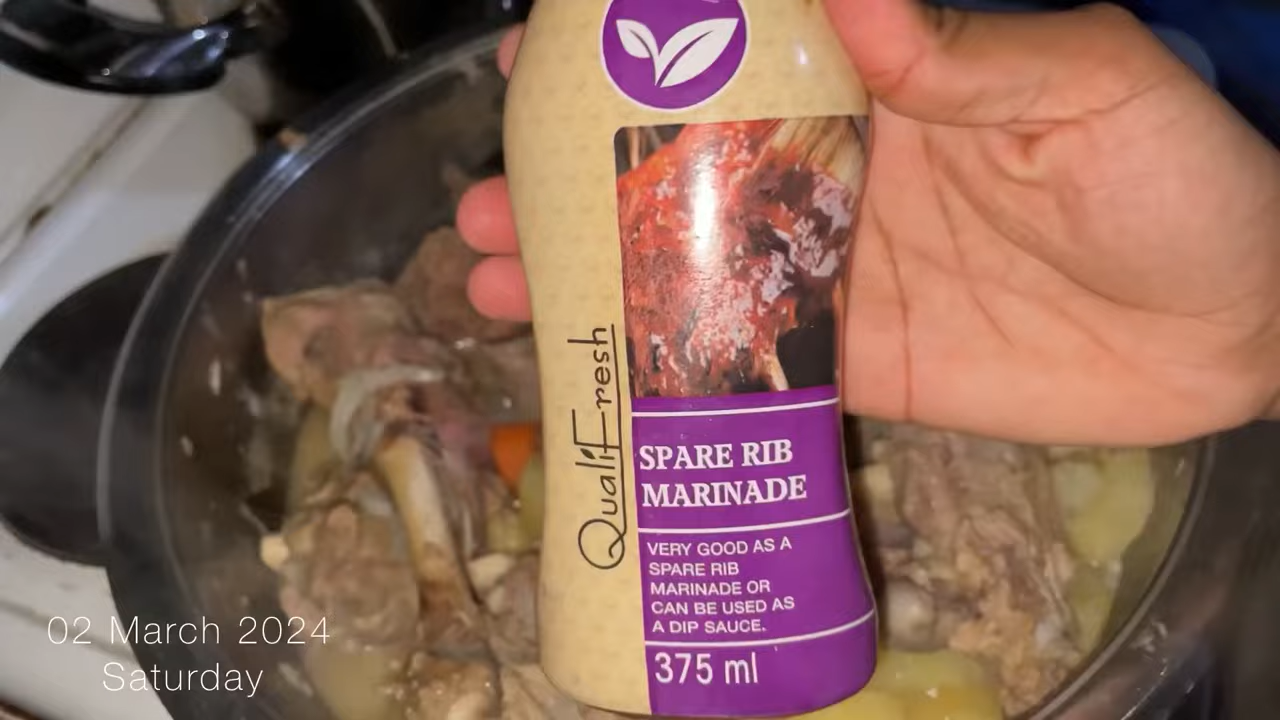 QualiFresh
SPARE RIB
MARINADE
VERY GOOD AS A
SPARE RIB
MARINADE OR
CAN BE USED AS
A DIP SAUCE.
375 ml
02 March 2024
Saturday